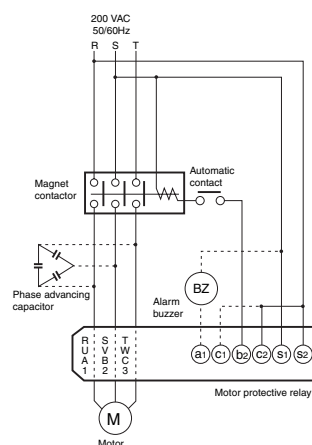 200 VAC
50/60Hz
R S T
Automatic
contact
Magnet
contactor
BZ
Alarm
buzzer
Phase advancing
capacitor
R U A 1
S V B 2
T W C 3
a1 c1 b2 c2 s1 s2
Motor protective relay
M
Motor